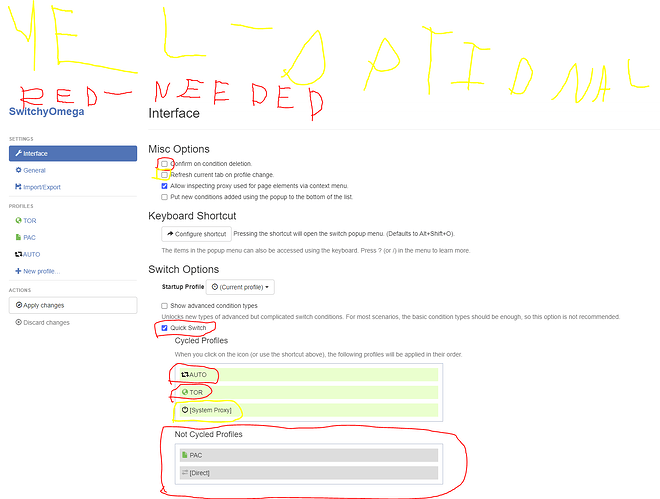 YEL-OPTIONAL
RED-NEEDED
SwitchyOmega
Interface
SETTINGS
Interface
General
Import/Export
PROFILES
TOR
PAC
AUTO
New profile…
ACTIONS
Apply changes
Discard changes
Misc Options
Confirm on condition deletion.
Refresh current tab on profile change.
Allow inspecting proxy used for page elements via context menu.
Put new conditions added using the popup to the bottom of the list.
Keyboard Shortcut
Configure shortcut Pressing the shortcut will open the switch popup menu. (Defaults to Alt+Shift+O).
The items in the popup menu can also be accessed using the keyboard. Press ? (or /) in the menu to learn more.
Switch Options
Startup Profile (Current profile)
Show advanced condition types
Unlocks new types of advanced but complicated switch conditions. For most scenarios, the basic condition types should be enough, so this option is not recommended.
Quick Switch
Cycled Profiles
When you click on the icon (or use the shortcut above), the following profiles will be applied in their order.
AUTO
TOR
[System Proxy]
Not Cycled Profiles
PAC
[Direct]